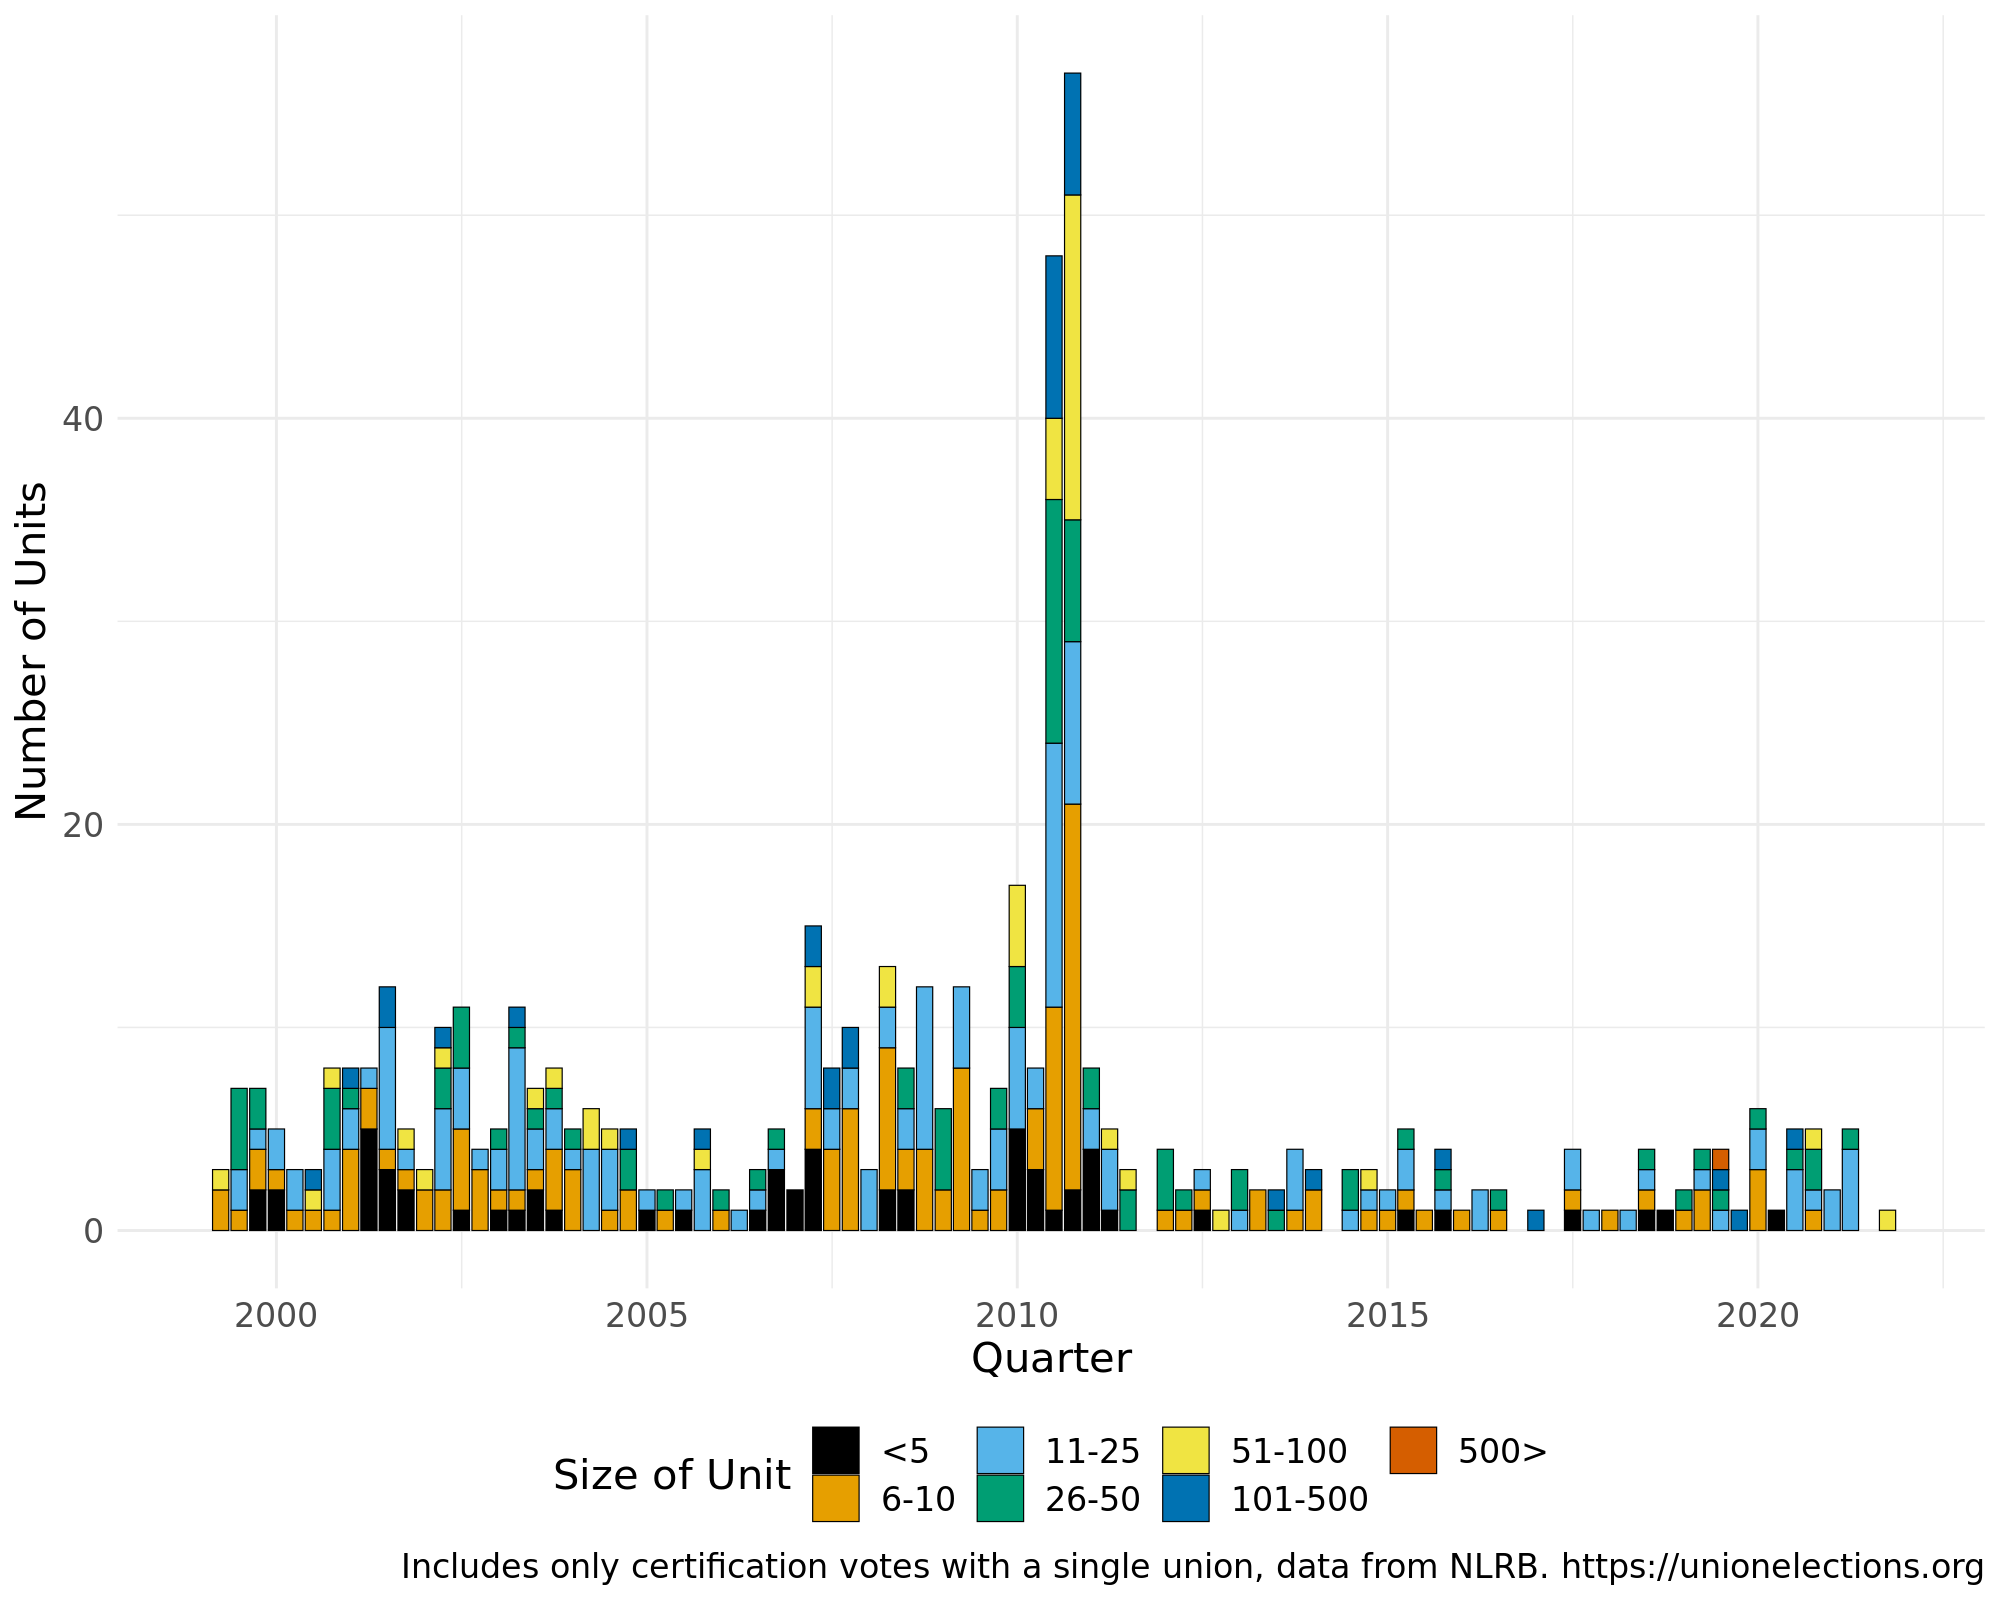 Number of Units
40
20
0
2000 2005 2010 2015 2020
Quarter
Size of Unit
<5 11-25 51-100 500>
6-10 26-50 101-500
Includes only certification votes with a single union, data from NLRB. https://unionelections.org